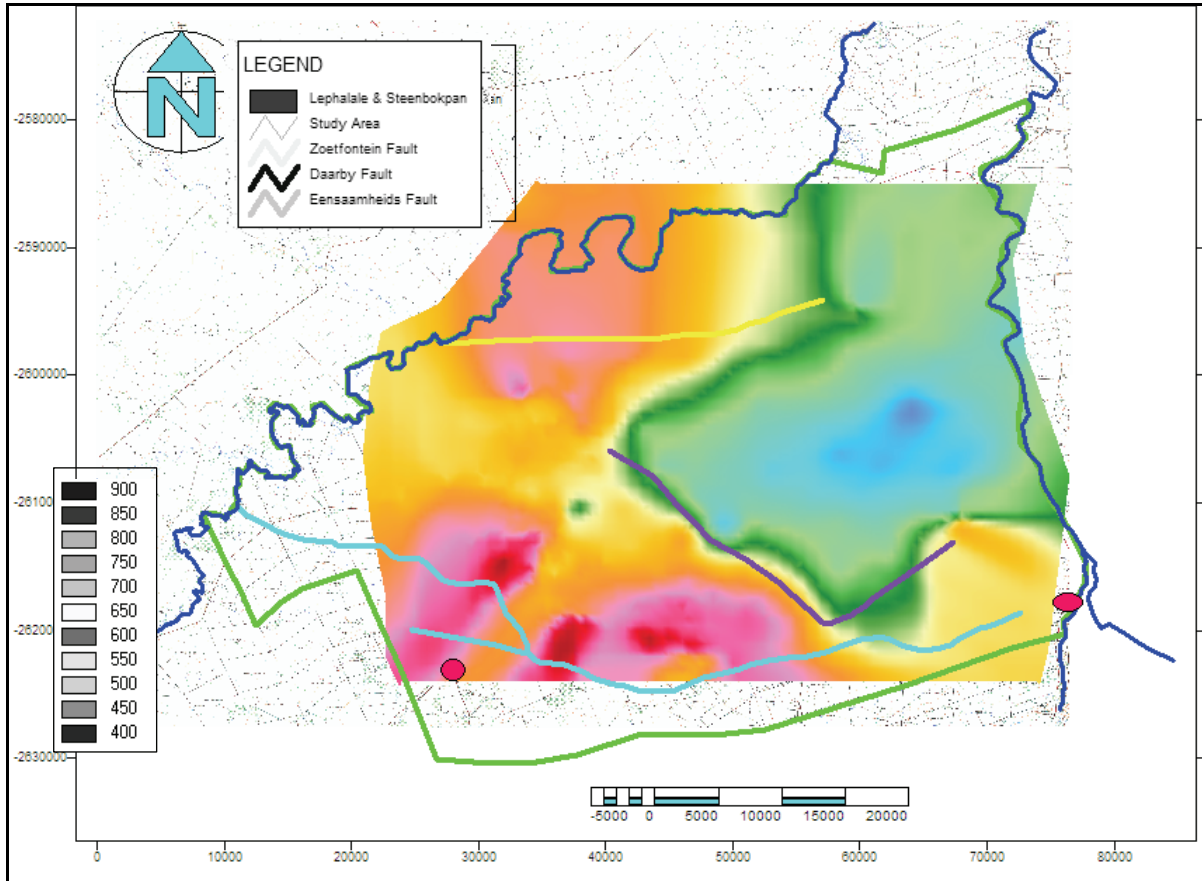 N
LEGEND
Lephalale & Steenbokpan
Study Area
Zoetfontein Fault
Daarby Fault
Eensaamheids Fault
-2580000
-2590000
-2600000
-26100
-26200
-2630000
900
850
800
750
700
650
600
550
500
450
400
-5000 0 5000 10000 15000 20000
0 10000 20000 30000 40000 50000 60000 70000 80000